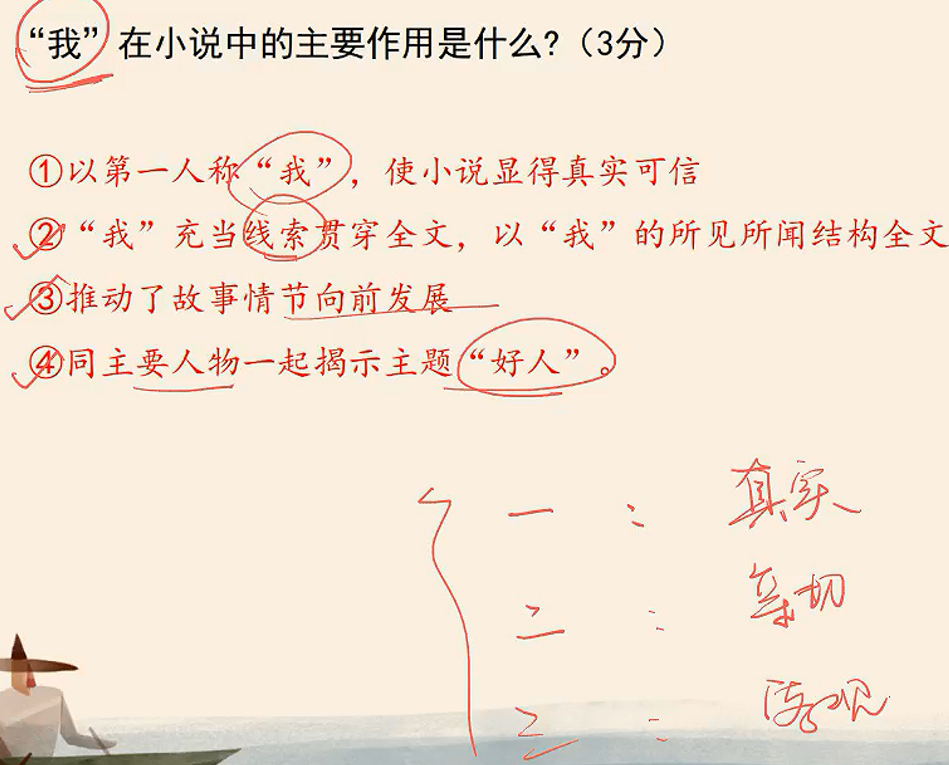 “我”在小说中的主要作用是什么?（3分）
①以第一人称“我”，使小说显得真实可信
②“我”充当线索贯穿全文，以“我”的所见所闻结构全文
③推动了故事情节向前发展
④同主要人物一起揭示主题“好人”。
一：真实
二：亲切
三：客观